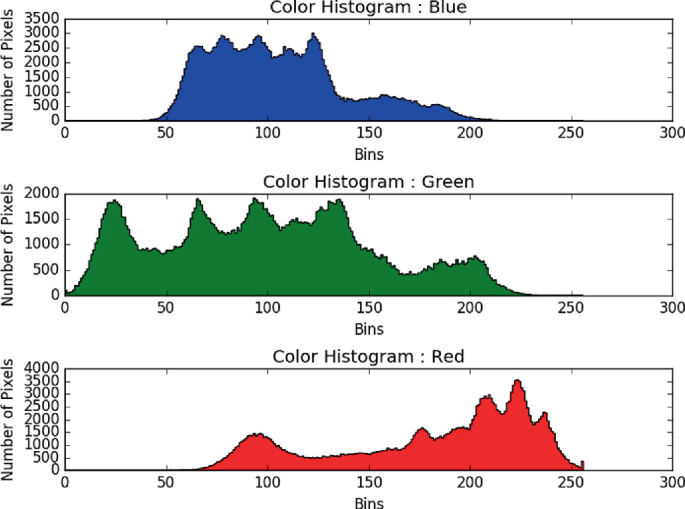 Color Histogram : Blue
Number of Pixels
3500
3000
2500
2000
1500
1000
500
0
0 50 100 150 200 250 300
Bins
Color Histogram : Green
Number of Pixels
2000
1500
1000
500
0
0 50 100 150 200 250 300
Bins
Color Histogram : Red
Number of Pixels
4000
3500
3000
2500
2000
1500
1000
500
0
0 50 100 150 200 250 300
Bins